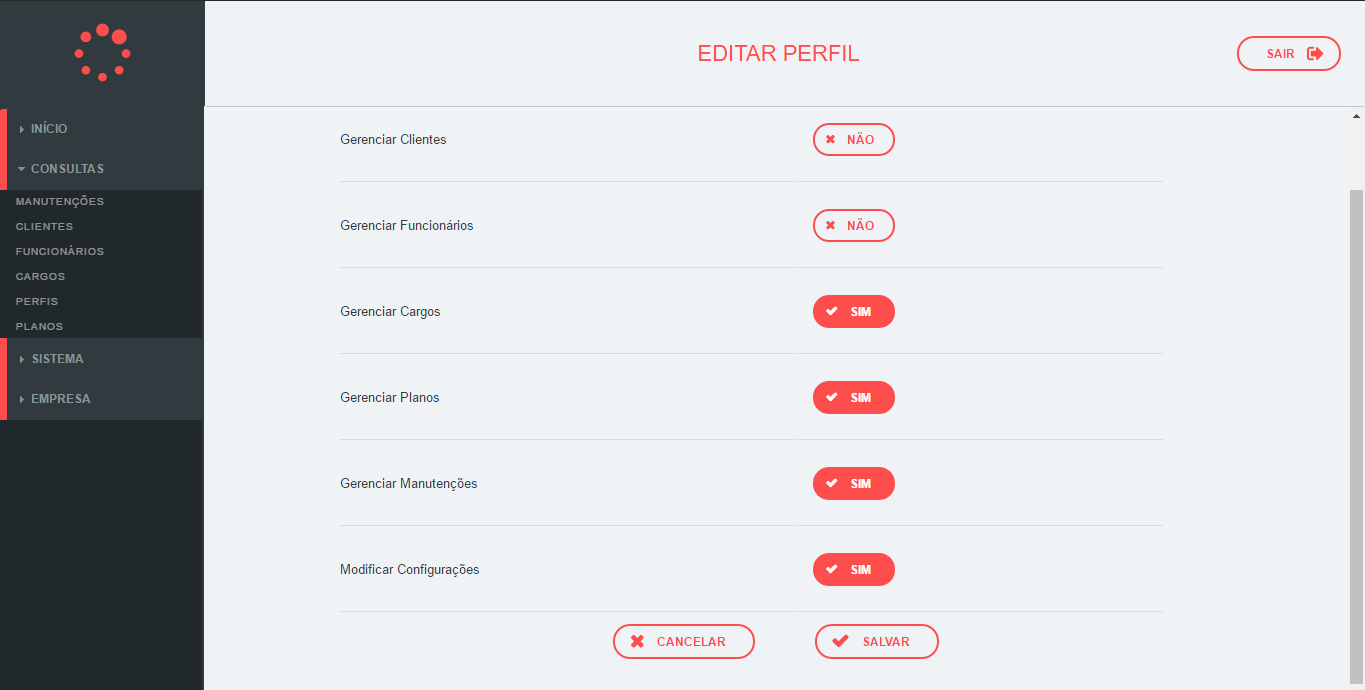 EDITAR PERFIL
SAIR
INÍCIO
CONSULTAS
MANUTENÇÕES
CLIENTES
FUNCIONÁRIOS
CARGOS
PERFIS
PLANOS
SISTEMA
EMPRESA
Gerenciar Clientes NÃO
Gerenciar Funcionários NÃO
Gerenciar Cargos SIM
Gerenciar Planos SIM
Gerenciar Manutenções SIM
Modificar Configurações SIM
CANCELAR SALVAR